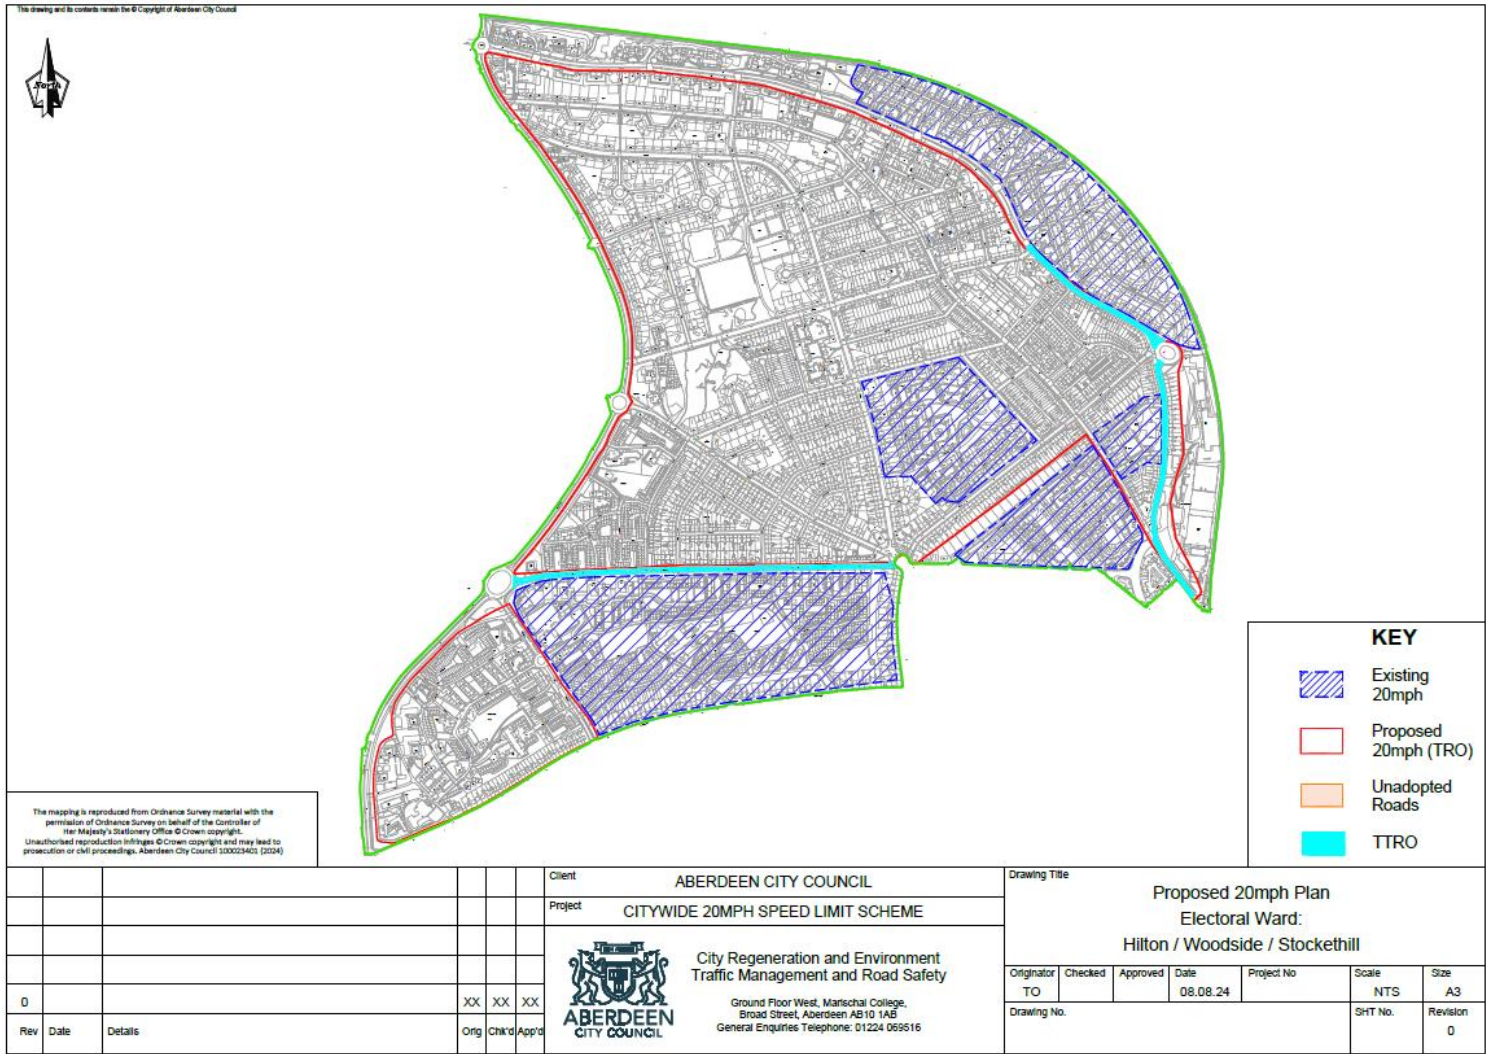 This drawing and its contents remain the © Copyright of Aberdeen City Council
North
KEY
Existing
20mph
Proposed
20mph (TRO)
Unadopted
Roads
TTRO
The mapping is reproduced from Ordnance Survey material with the
permission of Ordnance Survey on behalf of the Controller of
Her Majesty's Stationery Office © Crown copyright.
Unauthorised reproduction infringes © Crown copyright and may lead to
prosecution or civil proceedings. Aberdeen City Council 100023401 (2024)
0 XX XX XX
Rev Date Details Orig Chk'd App'd
Client ABERDEEN CITY COUNCIL
Project CITYWIDE 20MPH SPEED LIMIT SCHEME
ABERDEEN
CITY COUNCIL
City Regeneration and Environment
Traffic Management and Road Safety
Ground Floor West, Marischal College,
Broad Street, Aberdeen AB10 1AB
General Enquiries Telephone: 01224 069516
Drawing Title
Proposed 20mph Plan
Electoral Ward:
Hilton / Woodside / Stockethill
Originator Checked Approved Date Project No Scale Size
TO 08.08.24 NTS A3
Drawing No. SHT No. Revision
0